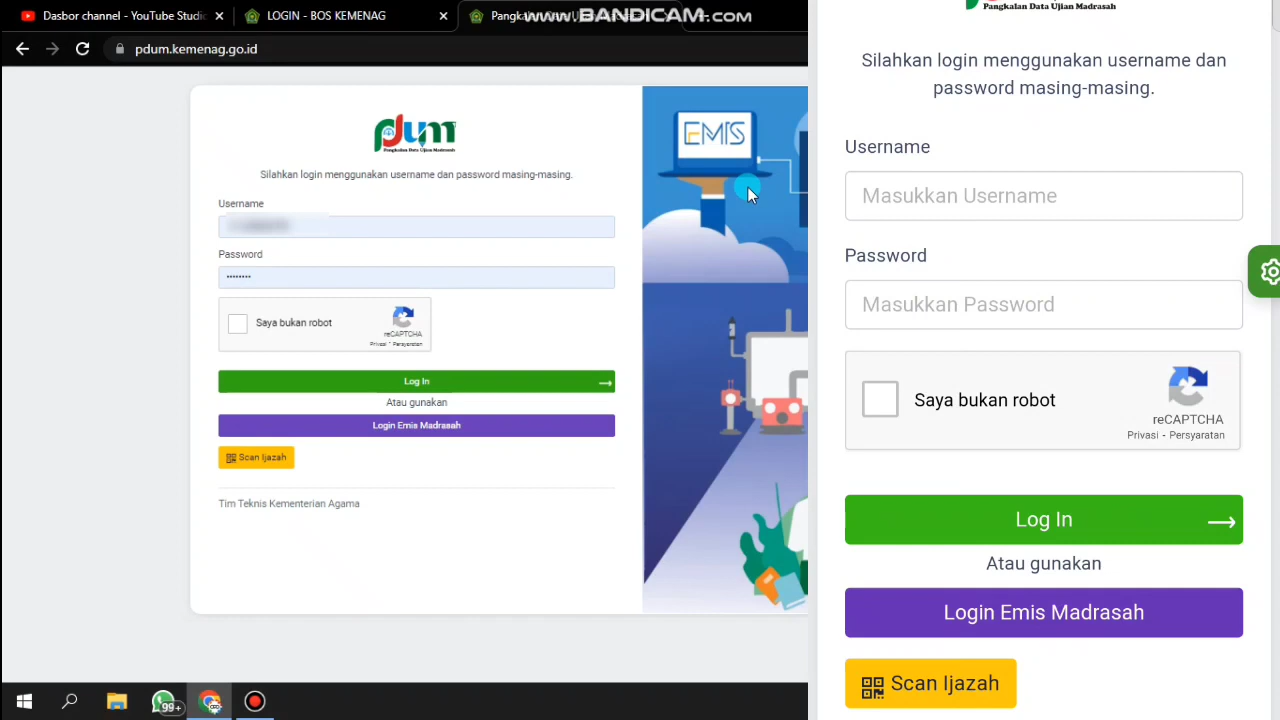 Dasbor channel - YouTube Studio
LOGIN - BOS KEMENAG
WWW.BANDICAM.COM
pdum.kemenag.go.id
pdum
Pangkalan Data Ujian Madrasah
Silahkan login menggunakan username dan password masing-masing.
Username
Password
••••••••
Saya bukan robot
reCAPTCHA
Privasi - Persyaratan
Log In
Atau gunakan
Login Emis Madrasah
Scan Ijazah
Tim Teknis Kementerian Agama
EMIS
99+
Pangkalan Data Ujian Madrasah
Silahkan login menggunakan username dan
password masing-masing.
Username
Masukkan Username
Password
Masukkan Password
Saya bukan robot
reCAPTCHA
Privasi - Persyaratan
Log In
Atau gunakan
Login Emis Madrasah
Scan Ijazah